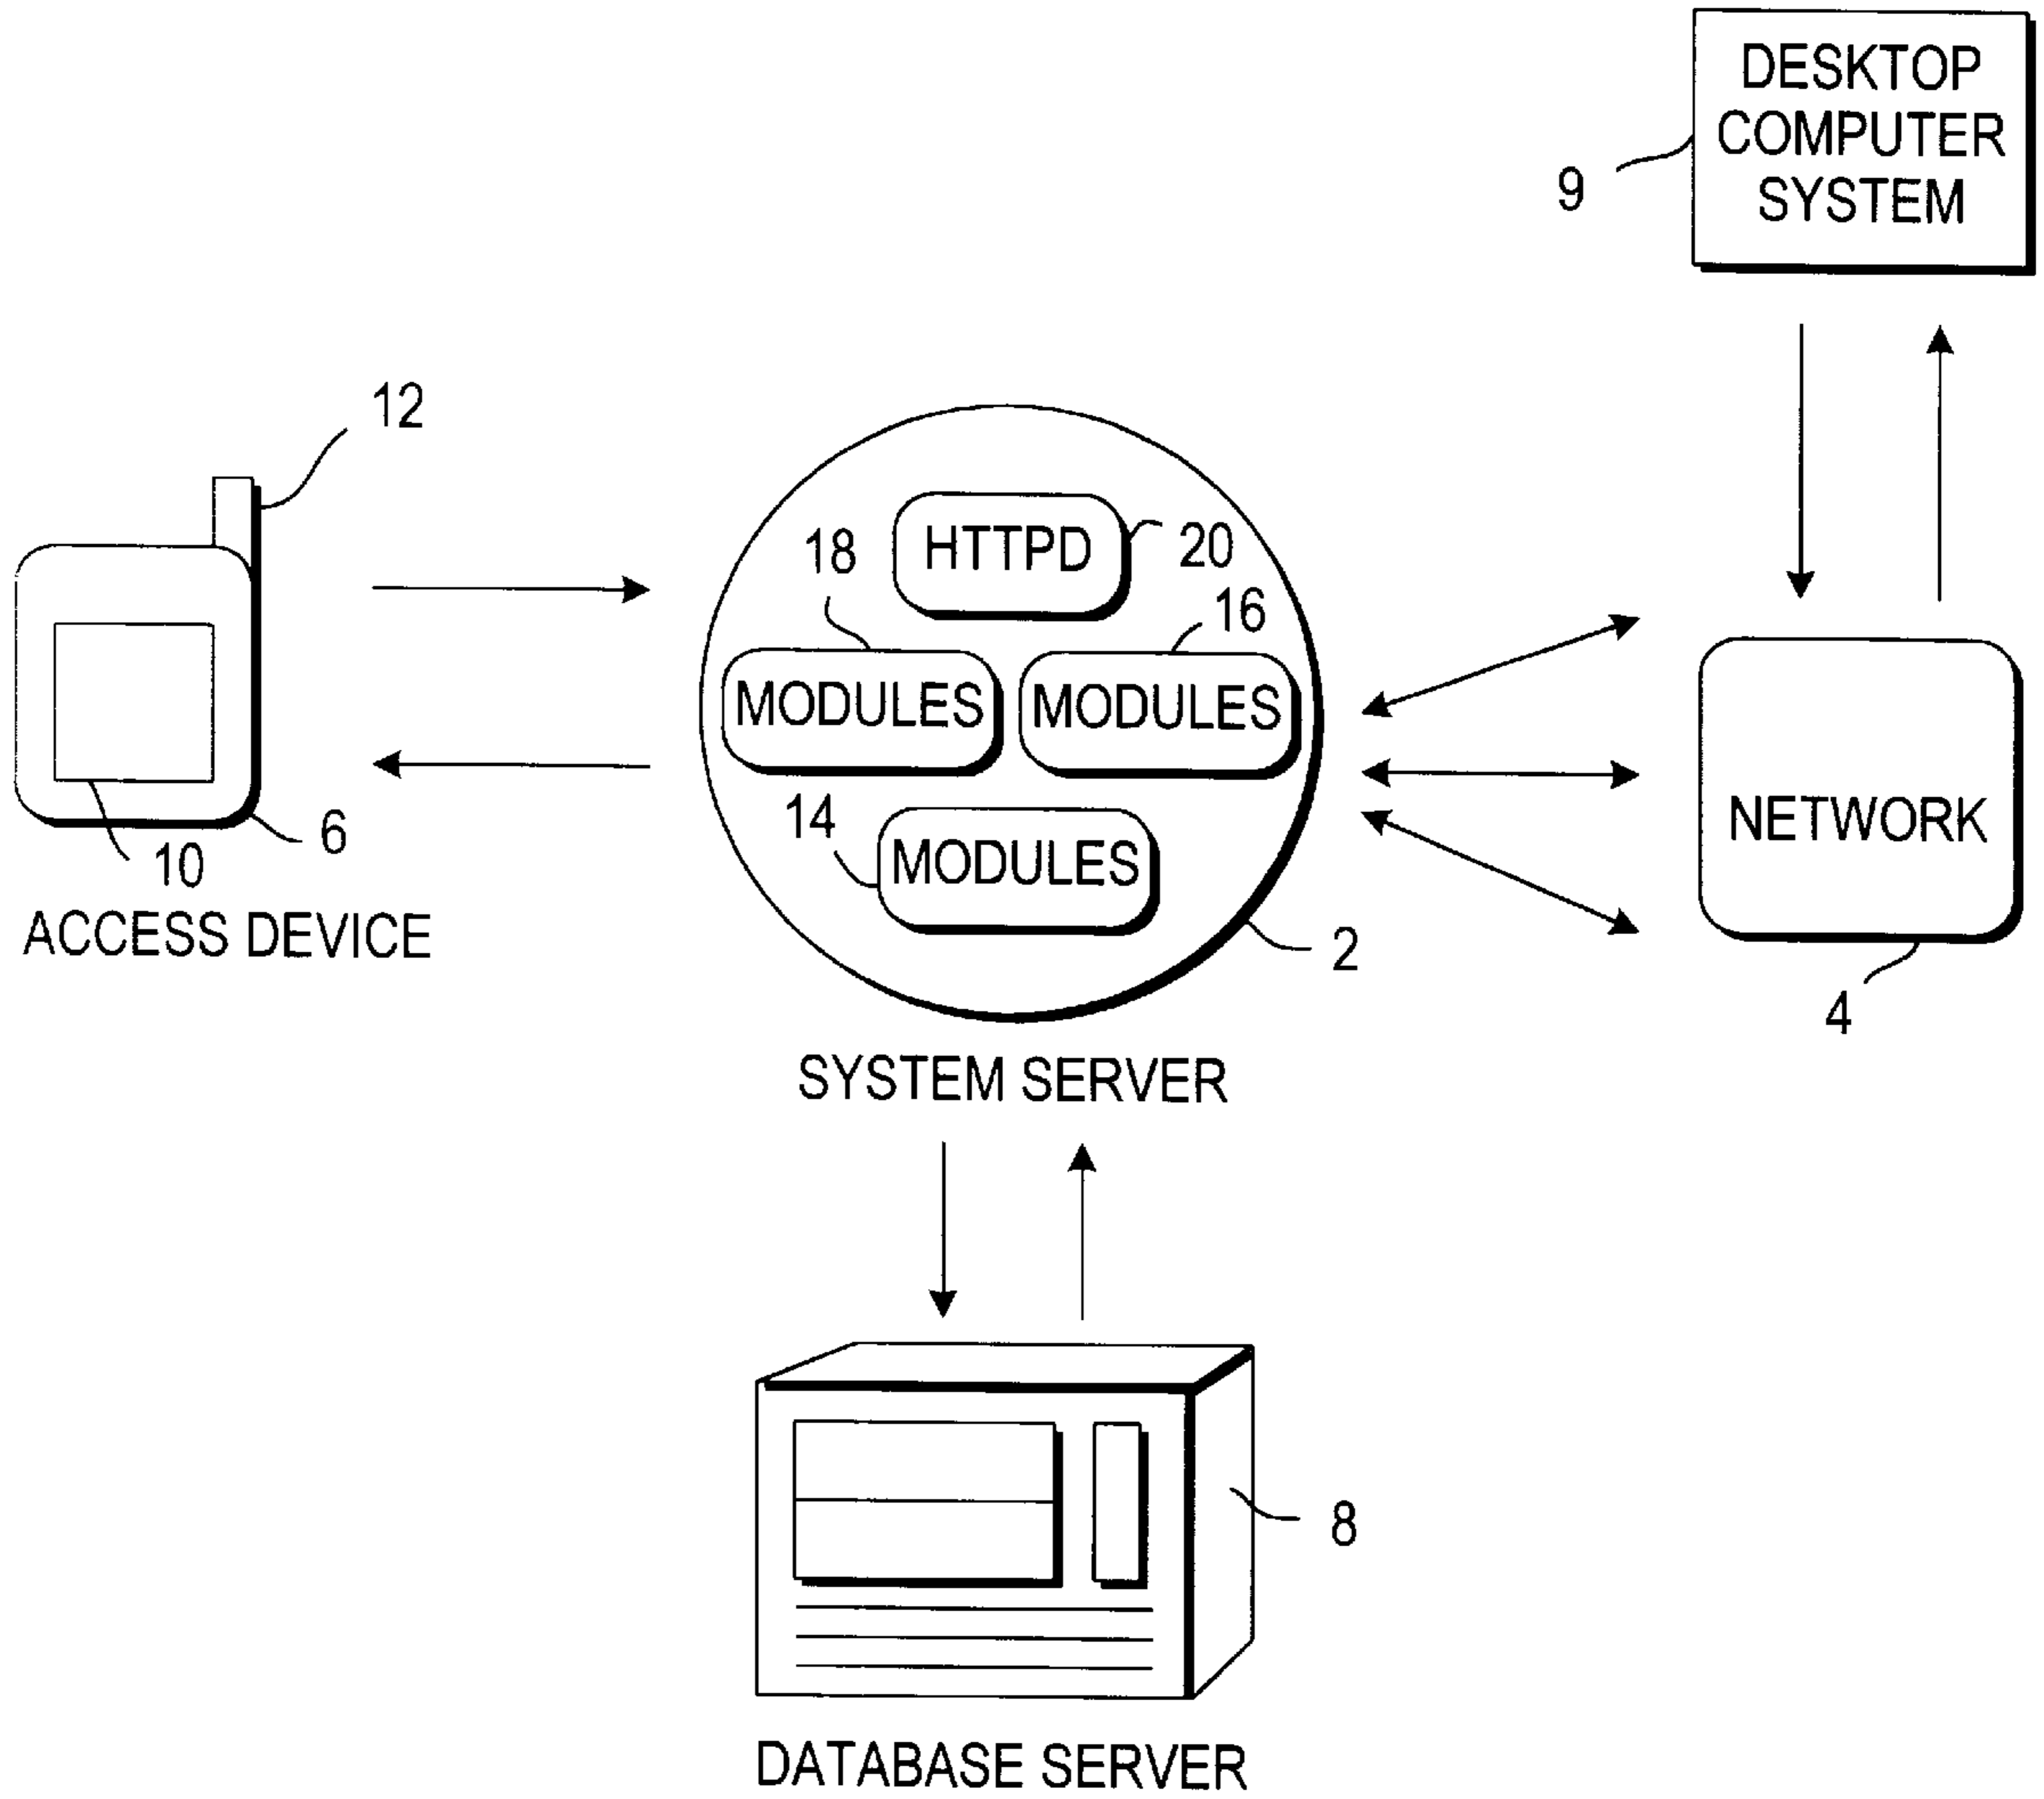 DESKTOP
COMPUTER
SYSTEM
9
12
HTTPD
20
18
16
MODULES
MODULES
14
MODULES
NETWORK
6
10
ACCESS DEVICE
2
4
SYSTEM SERVER
8
DATABASE SERVER